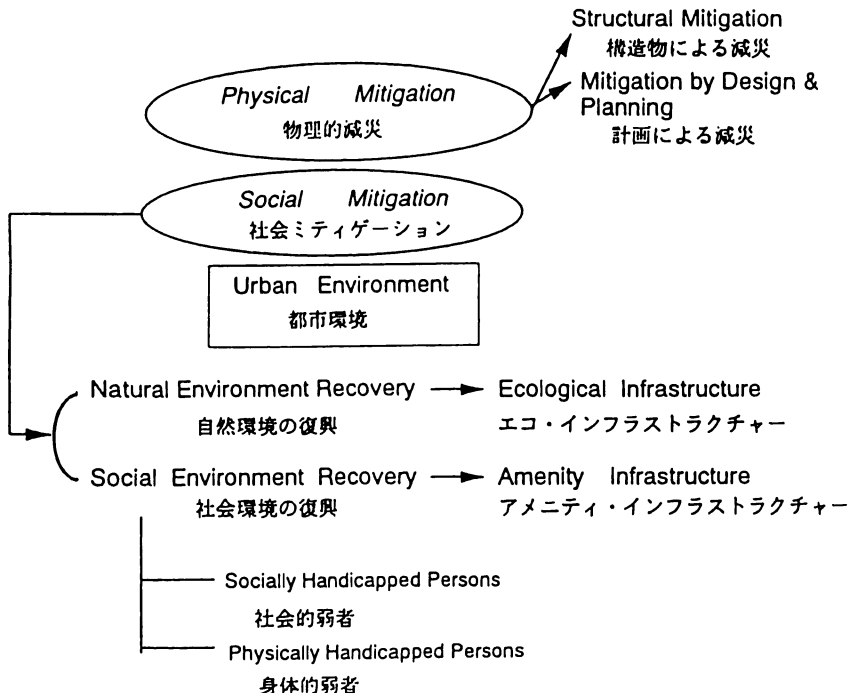 Structural Mitigation
構造物による減災
Physical Mitigation
物理的減災
Mitigation by Design &
Planning
計画による減災
Social Mitigation
社会ミティゲーション
Urban Environment
都市環境
Natural Environment Recovery
自然環境の復興
Ecological Infrastructure
エコ・インフラストラクチャー
Social Environment Recovery
社会環境の復興
Amenity Infrastructure
アメニティ・インフラストラクチャー
Socially Handicapped Persons
社会的弱者
Physically Handicapped Persons
身体的弱者